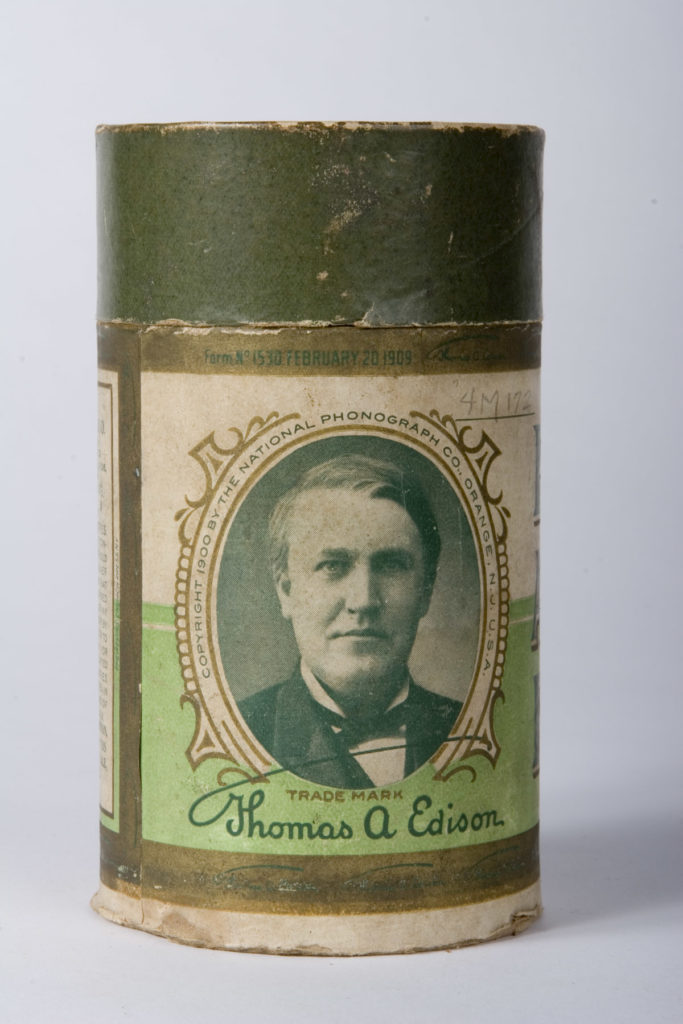 Form Nº 1530 FEBRUARY 20 1909
4M 172
COPYRIGHT 1900 BY THE NATIONAL PHONOGRAPH CO., ORANGE, N.J. U.S.A.
TRADE MARK
Thomas A Edison